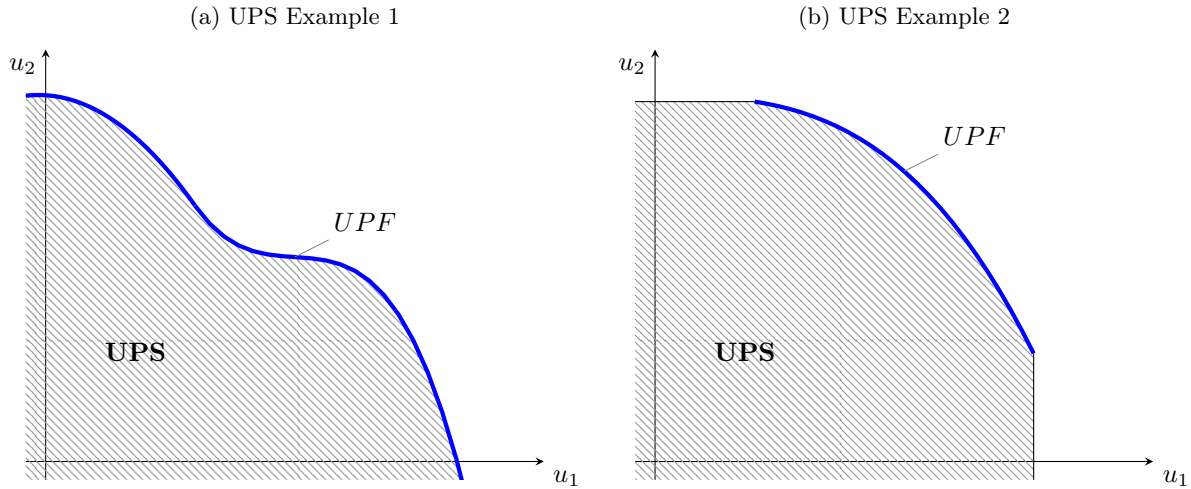 (a) UPS Example 1
u₂
UPF
UPS
u₁
(b) UPS Example 2
u₂
UPF
UPS
u₁